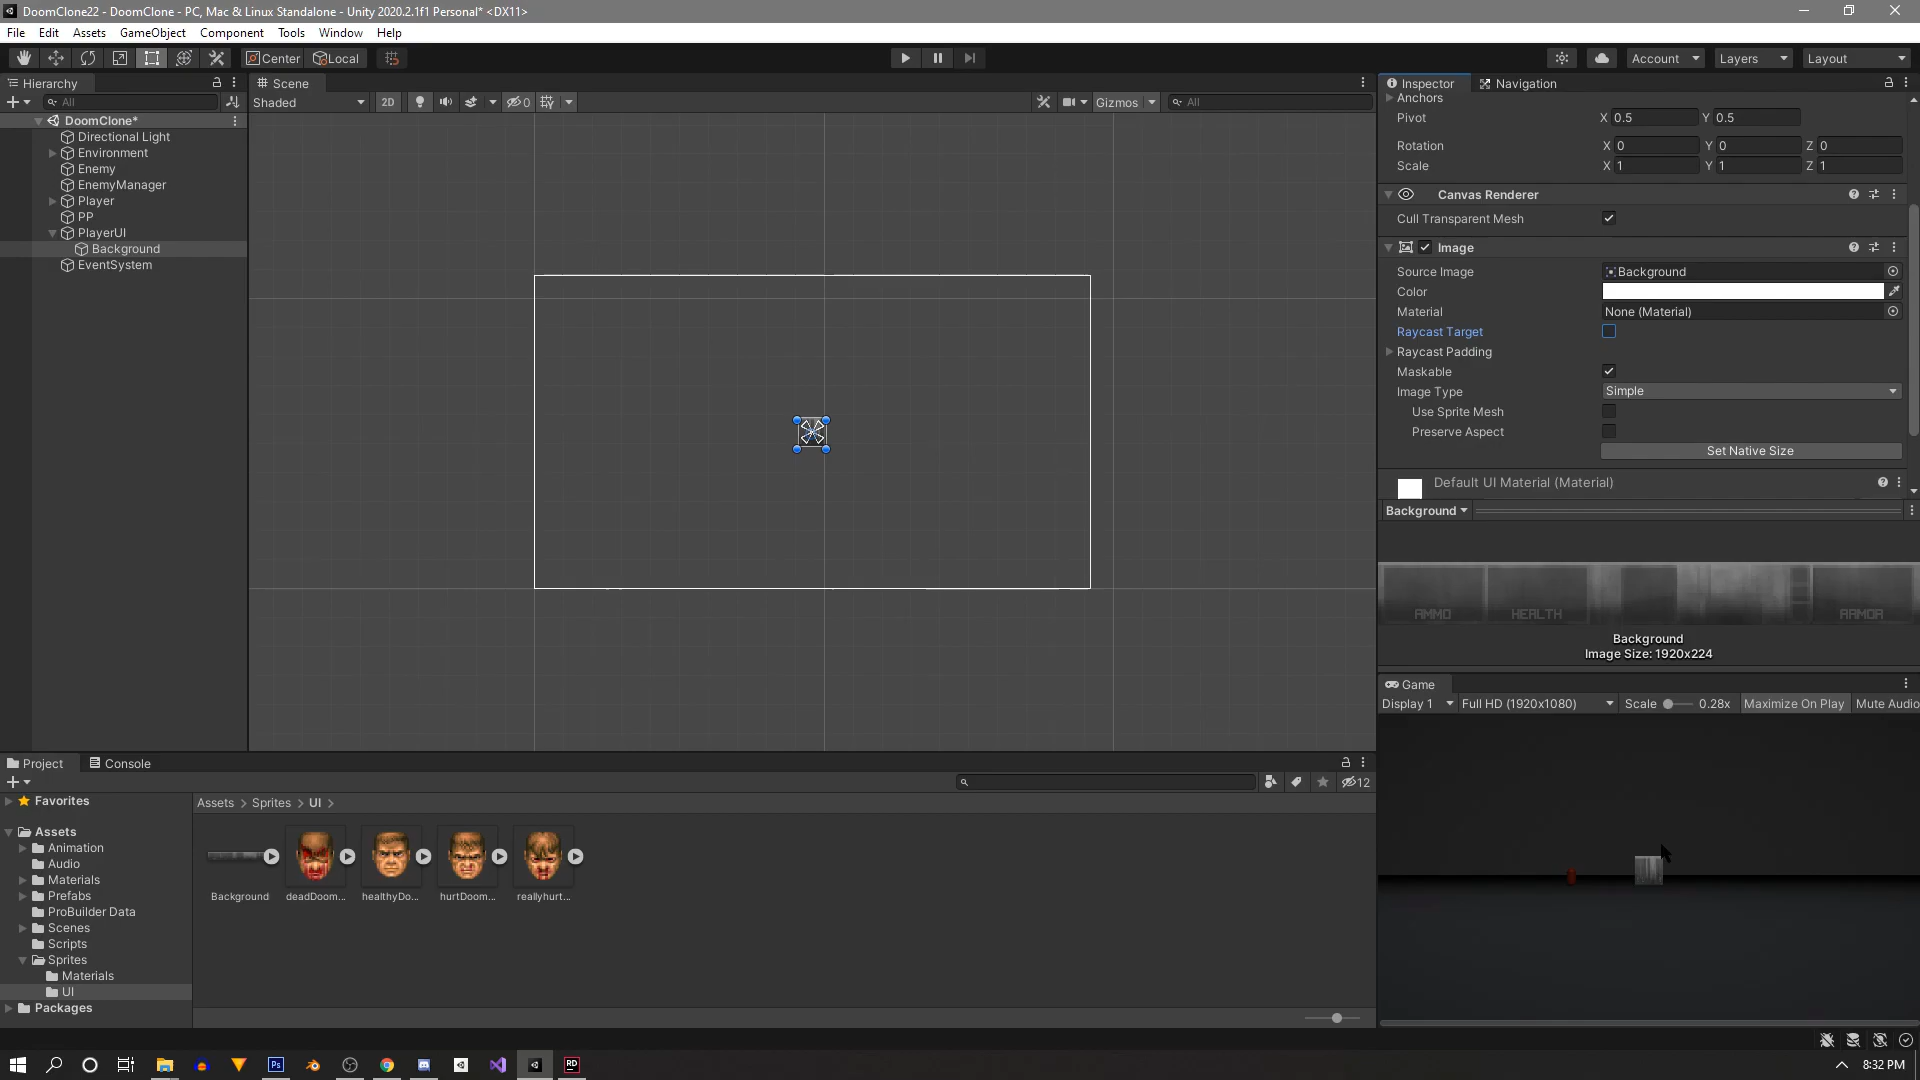 DoomClone22 - DoomClone - PC, Mac & Linux Standalone - Unity 2020.2.1f1 Personal* <DX11>
File Edit Assets GameObject Component Tools Window Help
Center Local Account Layers Layout
Hierarchy
All
DoomClone*
Directional Light
Environment
Enemy
EnemyManager
Player
PP
PlayerUI
Background
EventSystem
Scene
Shaded 2D 0 Gizmos All
Inspector Navigation
Anchors
Pivot X 0.5 Y 0.5
Rotation X 0 Y 0 Z 0
Scale X 1 Y 1 Z 1
Canvas Renderer
Cull Transparent Mesh
Image
Source Image Background
Color
Material None (Material)
Raycast Target
Raycast Padding
Maskable
Image Type Simple
Use Sprite Mesh
Preserve Aspect
Set Native Size
Default UI Material (Material)
Background
AMMO HEALTH ARMOR
Background
Image Size: 1920x224
Game
Display 1 Full HD (1920x1080) Scale 0.28x Maximize On Play Mute Audio
Project Console
12
Favorites
Assets
Animation
Audio
Materials
Prefabs
ProBuilder Data
Scenes
Scripts
Sprites
Materials
UI
Packages
Assets > Sprites > UI >
Background deadDoom... healthyDo... hurtDoom... reallyhurt...
Ps RD 8:32 PM